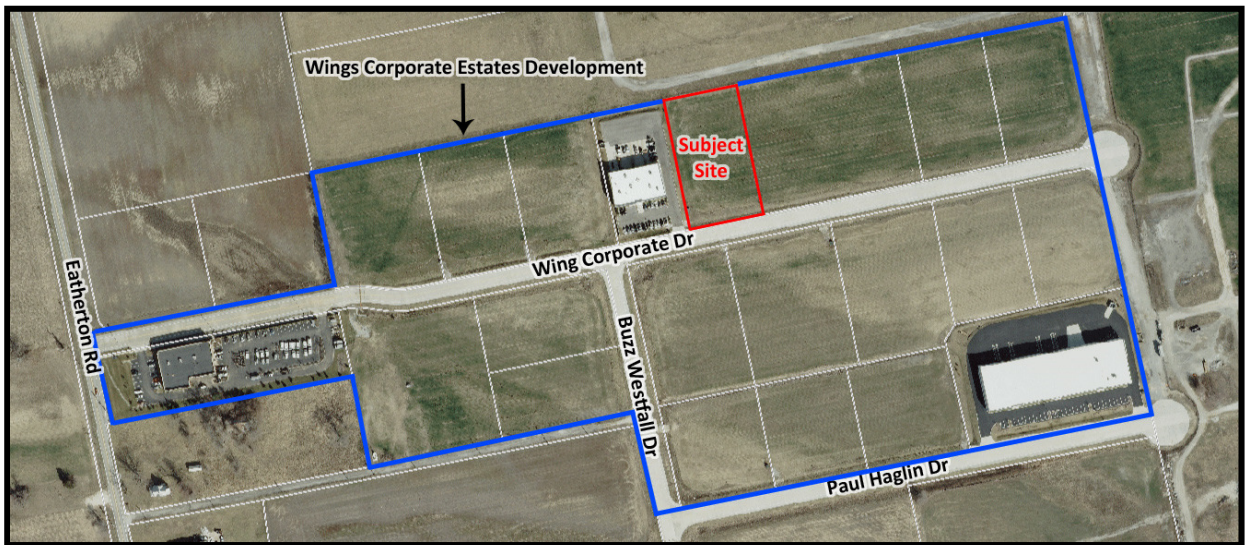 Wings Corporate Estates Development
Subject
Site
Wing Corporate Dr
Eatherton Rd
Buzz Westfall Dr
Paul Haglin Dr